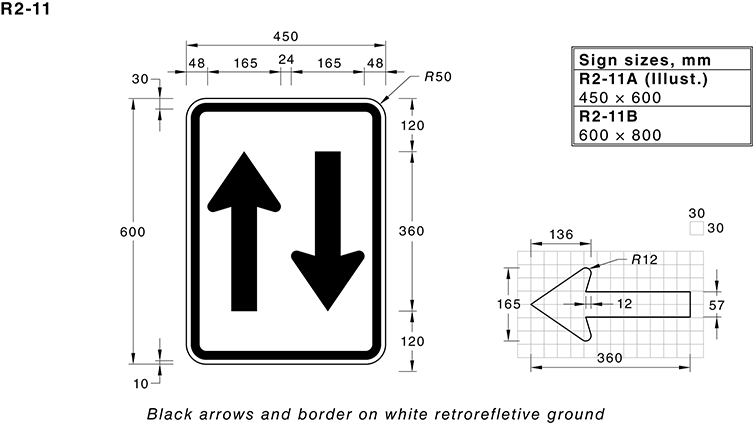 R2-11
450
48 165 24 165 48
30
R50
120
600
360
120
10
Sign sizes, mm
R2-11A (Illust.)
450 × 600
R2-11B
600 × 800
30
30
136
R12
165
12
57
360
Black arrows and border on white retrorefletive ground